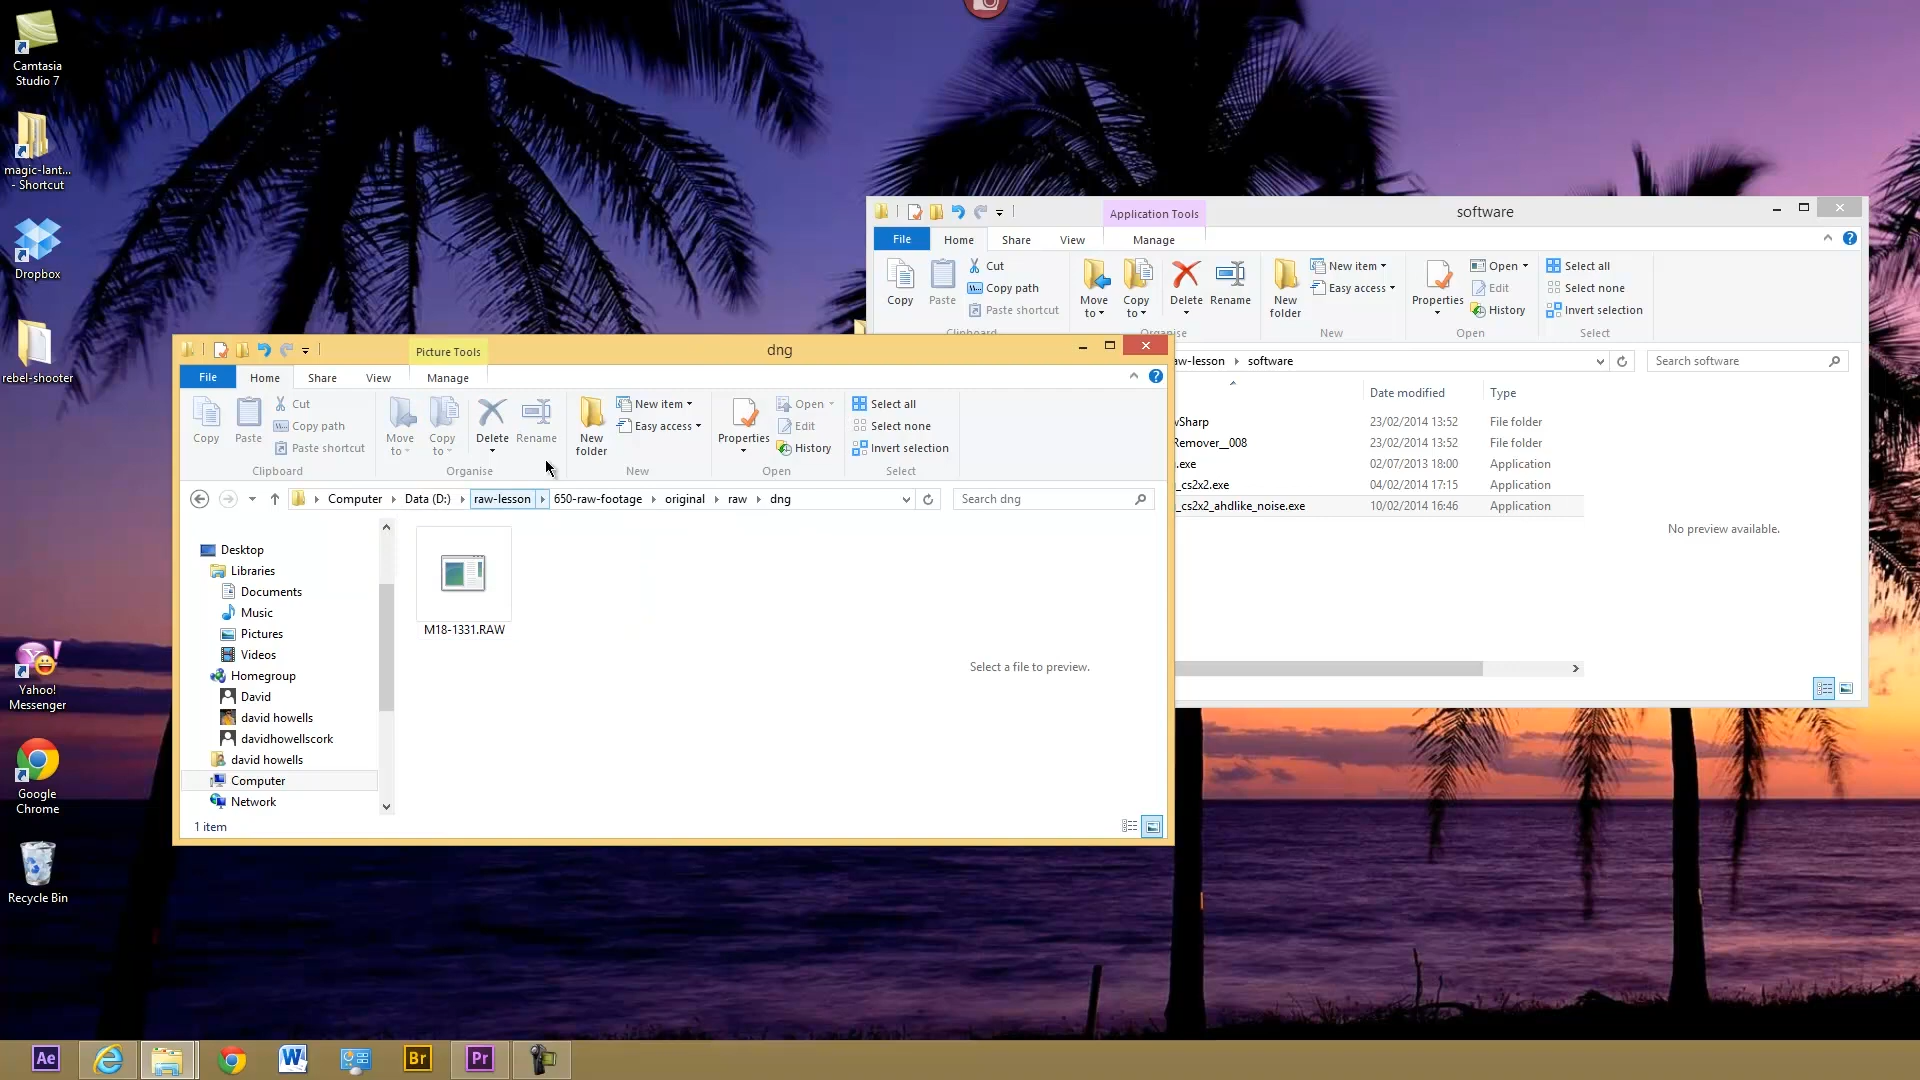 Camtasia
Studio 7
magic-lant...
- Shortcut
Dropbox
rebel-shooter
Yahoo!
Messenger
Google
Chrome
Recycle Bin
Application Tools
software
File
Home
Share
View
Manage
Copy
Paste
Cut
Copy path
Paste shortcut
Move
to
Copy
to
Delete
Rename
New
folder
New item
Easy access
Properties
Open
Edit
History
Select all
Select none
Invert selection
Clipboard
Organise
New
Open
Select
aw-lesson
software
Search software
Date modified
Type
vSharp
23/02/2014 13:52
File folder
Remover__008
23/02/2014 13:52
File folder
.exe
02/07/2013 18:00
Application
_cs2x2.exe
04/02/2014 17:15
Application
_cs2x2_ahdlike_noise.exe
10/02/2014 16:46
Application
No preview available.
Picture Tools
dng
File
Home
Share
View
Manage
Copy
Paste
Cut
Copy path
Paste shortcut
Move
to
Copy
to
Delete
Rename
New
folder
New item
Easy access
Properties
Open
Edit
History
Select all
Select none
Invert selection
Clipboard
Organise
New
Open
Select
Computer
Data (D:)
raw-lesson
650-raw-footage
original
raw
dng
Search dng
Desktop
Libraries
Documents
Music
Pictures
Videos
Homegroup
David
david howells
davidhowellscork
david howells
Computer
Network
M18-1331.RAW
Select a file to preview.
1 item
Ae
W
Br
Pr